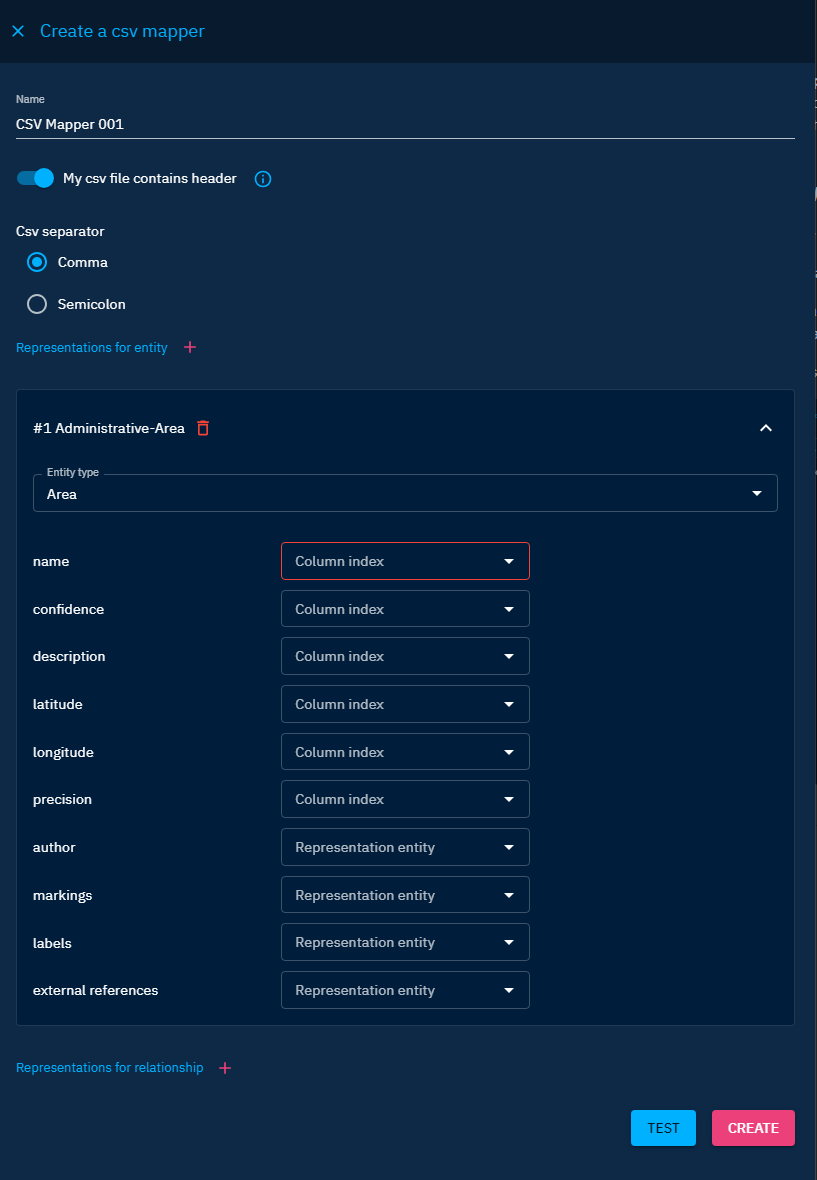 Create a csv mapper
Name
CSV Mapper 001
My csv file contains header
Csv separator
Comma
Semicolon
Representations for entity +
#1 Administrative-Area
Entity type
Area
name Column index
confidence Column index
description Column index
latitude Column index
longitude Column index
precision Column index
author Representation entity
markings Representation entity
labels Representation entity
external references Representation entity
Representations for relationship +
TEST CREATE